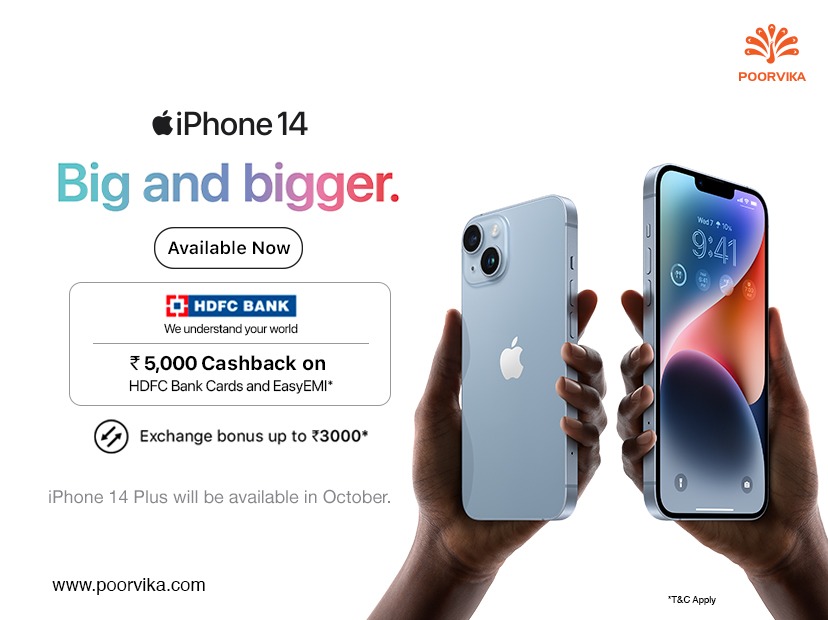 POORVIKA
iPhone 14
Big and bigger.
Available Now
HDFC BANK
We understand your world
₹ 5,000 Cashback on
HDFC Bank Cards and EasyEMI*
Exchange bonus up to ₹3000*
iPhone 14 Plus will be available in October.
www.poorvika.com
Wed 7 10%
9:41
*T&C Apply